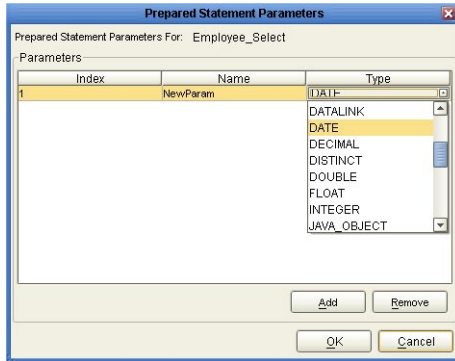 Prepared Statement Parameters
Prepared Statement Parameters For: Employee_Select
Parameters
Index Name Type
1 NewParam DATE
DATALINK
DATE
DECIMAL
DISTINCT
DOUBLE
FLOAT
INTEGER
JAVA_OBJECT
Add Remove
OK Cancel